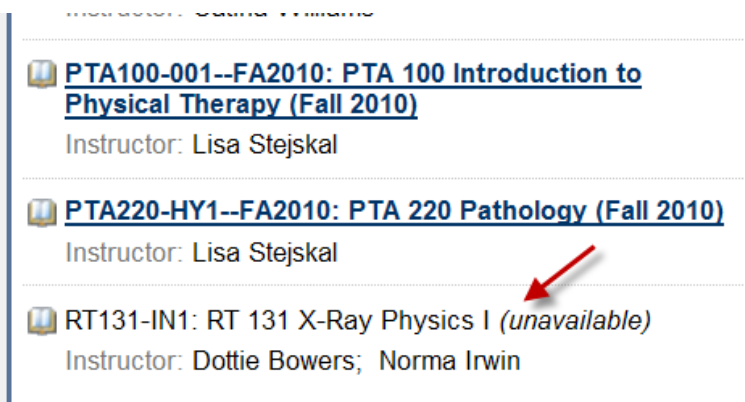 PTA100-001--FA2010: PTA 100 Introduction to
Physical Therapy (Fall 2010)
Instructor: Lisa Stejskal
PTA220-HY1--FA2010: PTA 220 Pathology (Fall 2010)
Instructor: Lisa Stejskal
RT131-IN1: RT 131 X-Ray Physics I (unavailable)
Instructor: Dottie Bowers;  Norma Irwin